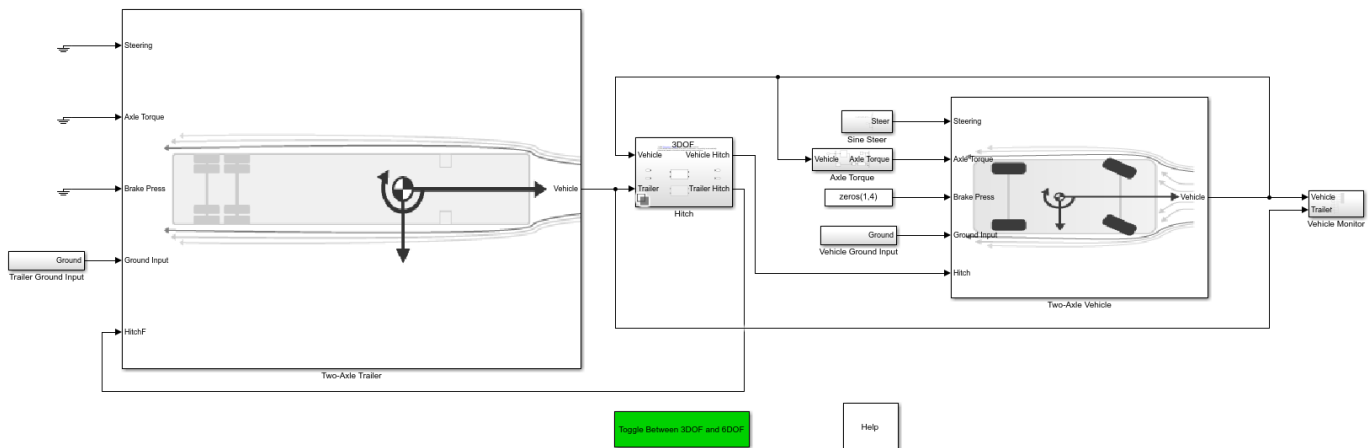 Steering
Axle Torque
Brake Press
Ground Input
HitchF
Vehicle
Two-Axle Trailer
Ground
Trailer Ground Input
3DOF
Vehicle
Vehicle Hitch
Trailer
Trailer Hitch
Hitch
Steer
Sine Steer
Vehicle
Axle Torque
Axle Torque
zeros(1,4)
Ground
Vehicle Ground Input
Steering
Axle Torque
Brake Press
Ground Input
Hitch
Vehicle
Two-Axle Vehicle
Vehicle
Trailer
Vehicle Monitor
Toggle Between 3DOF and 6DOF
Help